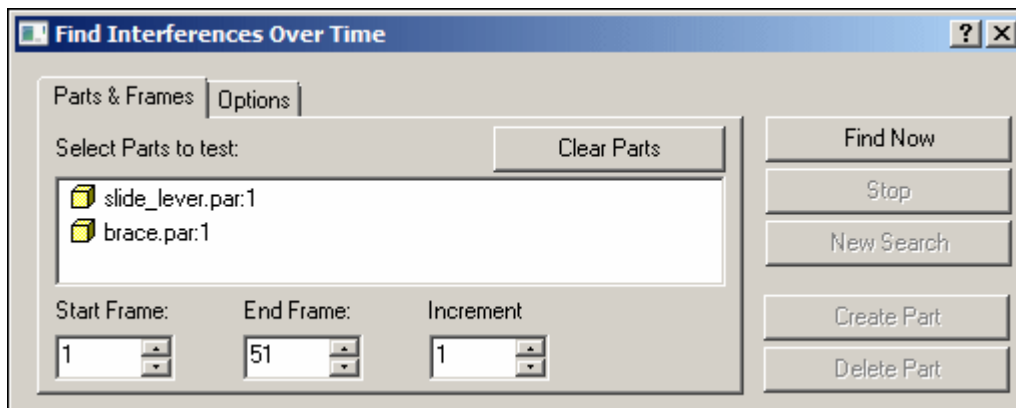 Find Interferences Over Time
Parts & Frames
Options
Select Parts to test:
Clear Parts
slide_lever.par:1
brace.par:1
Start Frame:
End Frame:
Increment
1
51
1
Find Now
Stop
New Search
Create Part
Delete Part